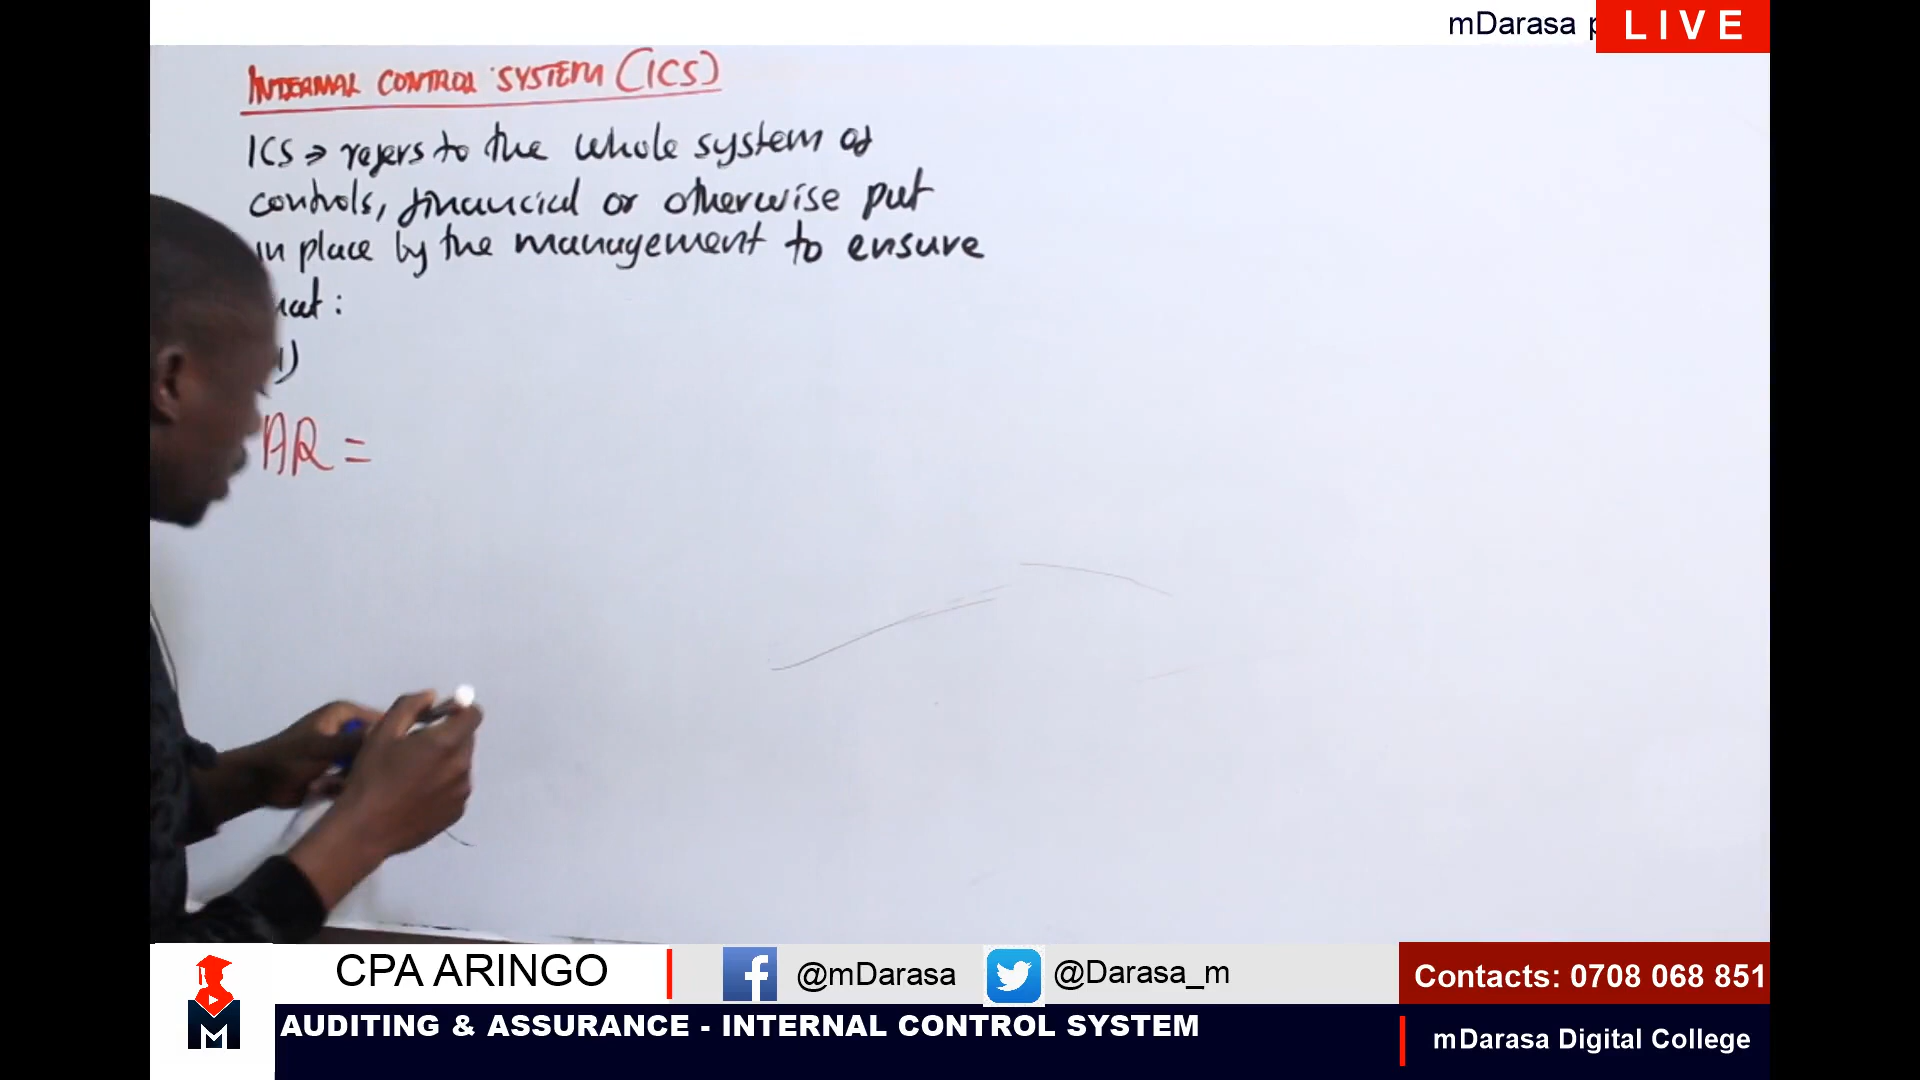 mDarasa p
LIVE
INTERNAL CONTROL SYSTEM (ICS)
ICS → refers to the whole system of
controls, financial or otherwise put
in place by the management to ensure
that :
1)
AR =
CPA ARINGO
@mDarasa
@Darasa_m
Contacts: 0708 068 851
M
AUDITING & ASSURANCE - INTERNAL CONTROL SYSTEM
mDarasa Digital College